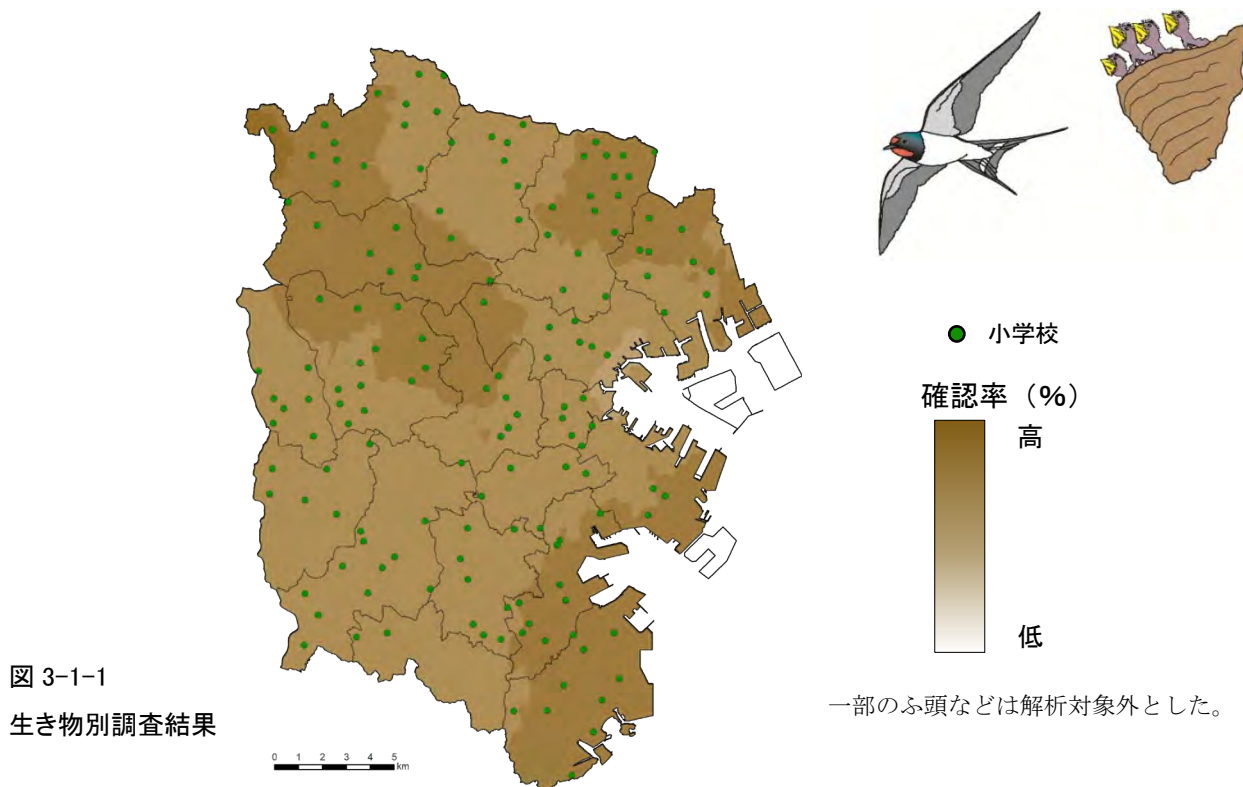 小学校
確認率（%）
高
低
一部のふ頭などは解析対象外とした。
図 3-1-1
生き物別調査結果
0 1 2 3 4 5
km